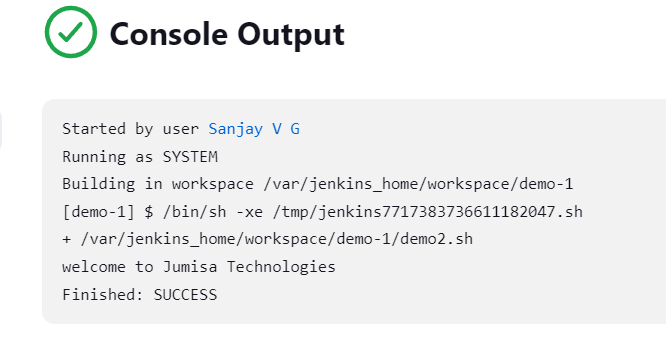 Console Output
Started by user Sanjay V G
Running as SYSTEM
Building in workspace /var/jenkins_home/workspace/demo-1
[demo-1] $ /bin/sh -xe /tmp/jenkins7717383736611182047.sh
+ /var/jenkins_home/workspace/demo-1/demo2.sh
welcome to Jumisa Technologies
Finished: SUCCESS